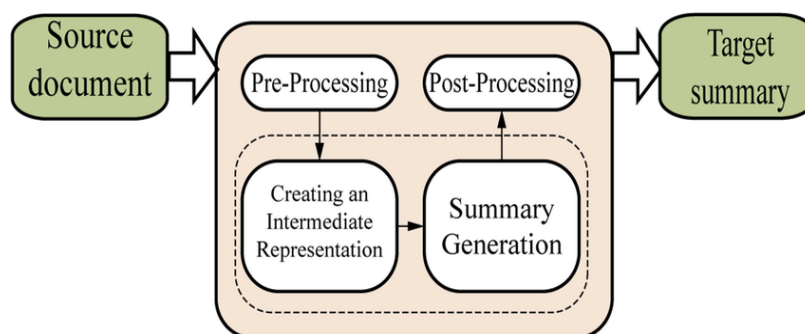 Source
document
Pre-Processing
Post-Processing
Target
summary
Creating an
Intermediate
Representation
Summary
Generation